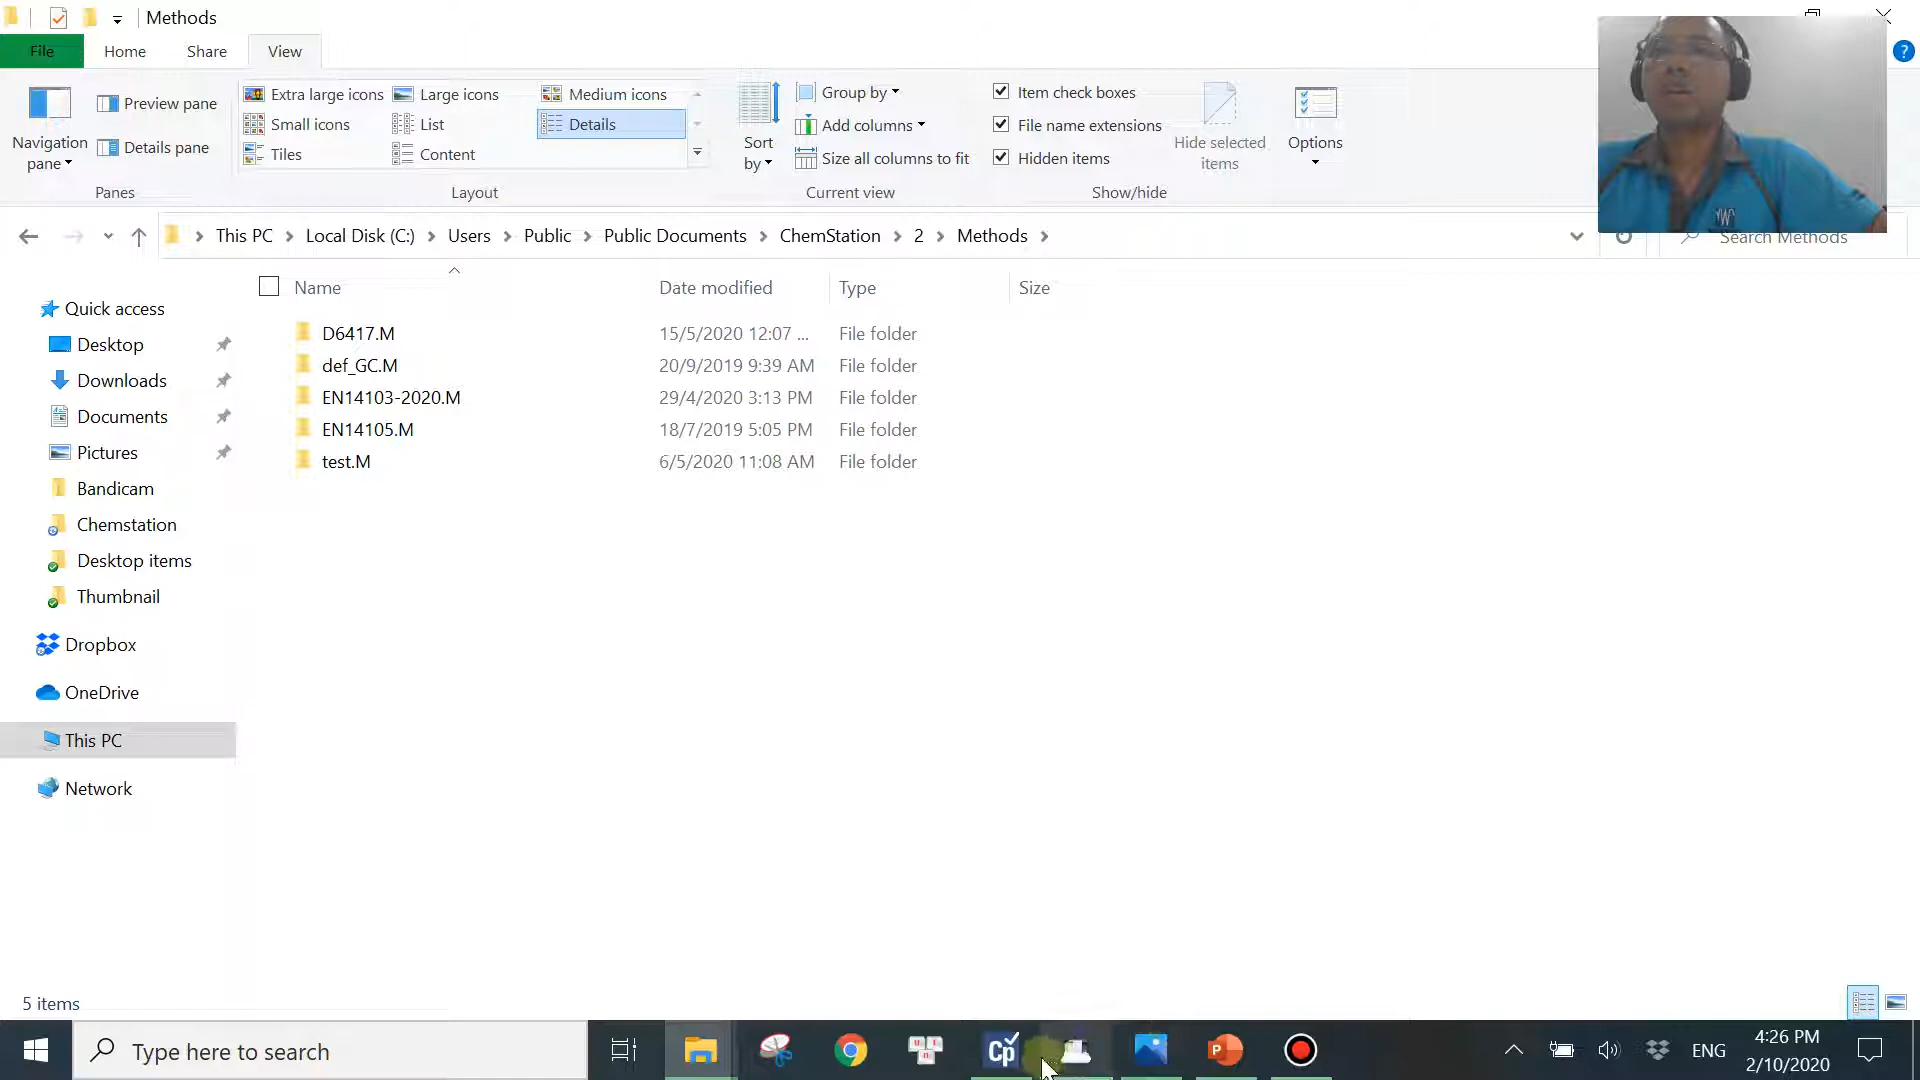 Methods
File Home Share View
Navigation pane
Preview pane
Details pane
Panes
Extra large icons Large icons Medium icons
Small icons List Details
Tiles Content
Layout
Sort by
Group by
Add columns
Size all columns to fit
Current view
Item check boxes
File name extensions
Hidden items
Hide selected items
Show/hide
Options
This PC Local Disk (C:) Users Public Public Documents ChemStation 2 Methods
Search Methods
Name Date modified Type Size
D6417.M 15/5/2020 12:07 ... File folder
def_GC.M 20/9/2019 9:39 AM File folder
EN14103-2020.M 29/4/2020 3:13 PM File folder
EN14105.M 18/7/2019 5:05 PM File folder
test.M 6/5/2020 11:08 AM File folder
Quick access
Desktop
Downloads
Documents
Pictures
Bandicam
Chemstation
Desktop items
Thumbnail
Dropbox
OneDrive
This PC
Network
5 items
Type here to search
Cp
P
ENG
4:26 PM
2/10/2020